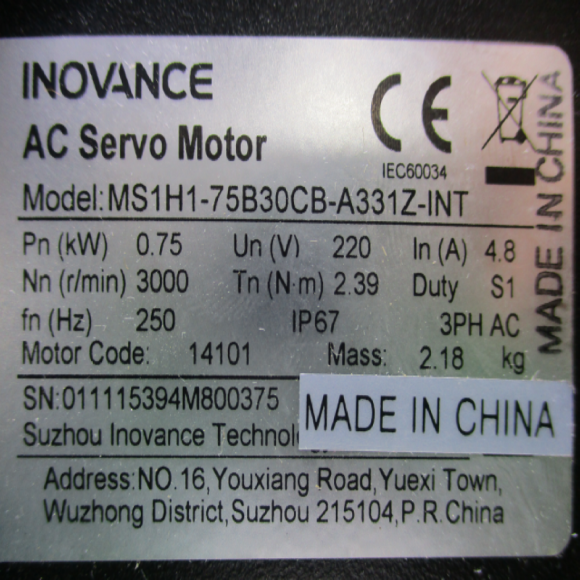 INOVANCE
AC Servo Motor
CE
IEC60034
Model:MS1H1-75B30CB-A331Z-INT
Pn (kW) 0.75 Un (V) 220 In (A) 4.8
Nn (r/min) 3000 Tn (N·m) 2.39 Duty S1
fn (Hz) 250 IP67 3PH AC
Motor Code: 14101 Mass: 2.18 kg
MADE IN CHINA
SN:011115394M800375
MADE IN CHINA
Suzhou Inovance Technolo
Address:NO.16,Youxiang Road,Yuexi Town,
Wuzhong District,Suzhou 215104,P.R.China